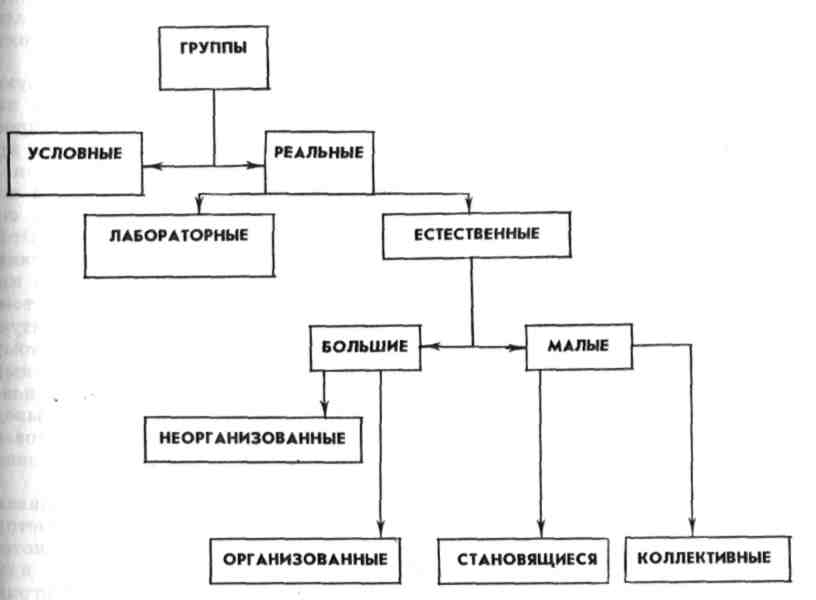 ГРУППЫ
УСЛОВНЫЕ
РЕАЛЬНЫЕ
ЛАБОРАТОРНЫЕ
ЕСТЕСТВЕННЫЕ
БОЛЬШИЕ
МАЛЫЕ
НЕОРГАНИЗОВАННЫЕ
ОРГАНИЗОВАННЫЕ
СТАНОВЯЩИЕСЯ
КОЛЛЕКТИВНЫЕ